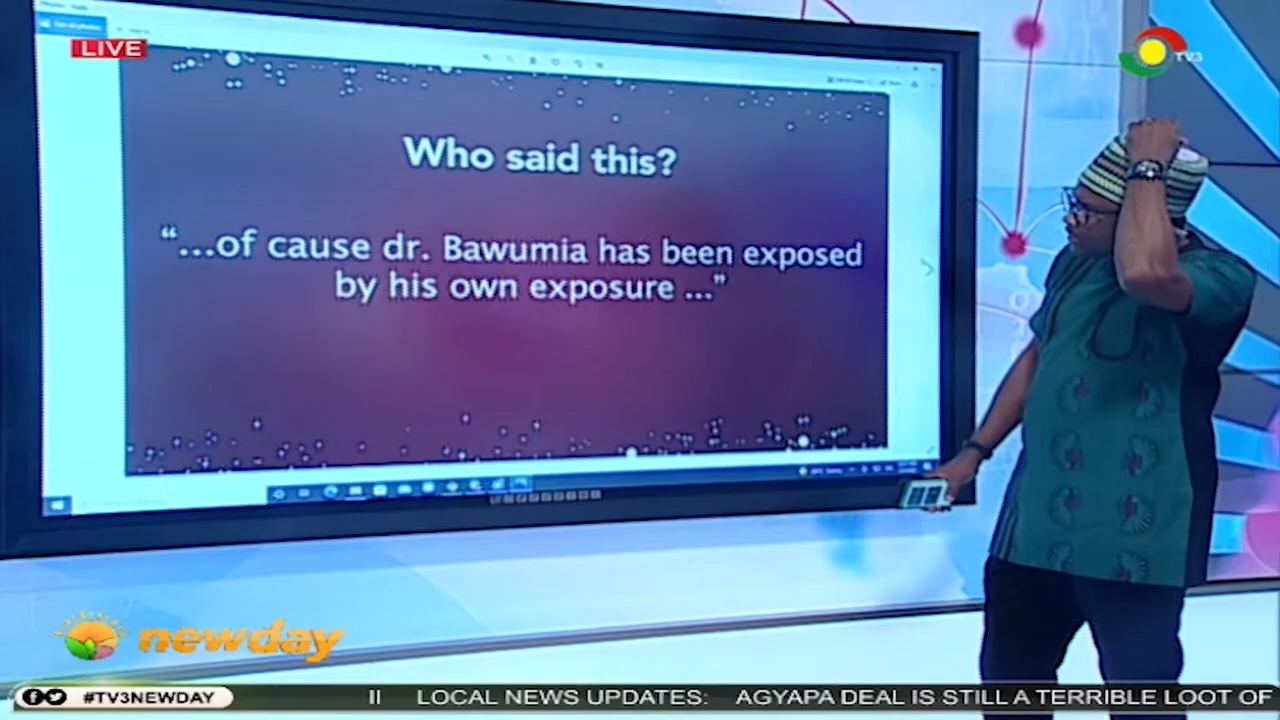 LIVE
TV3
Who said this?
“...of cause dr. Bawumia has been exposed
by his own exposure ...”
newday
#TV3NEWDAY
II LOCAL NEWS UPDATES: AGYAPA DEAL IS STILL A TERRIBLE LOOT OF